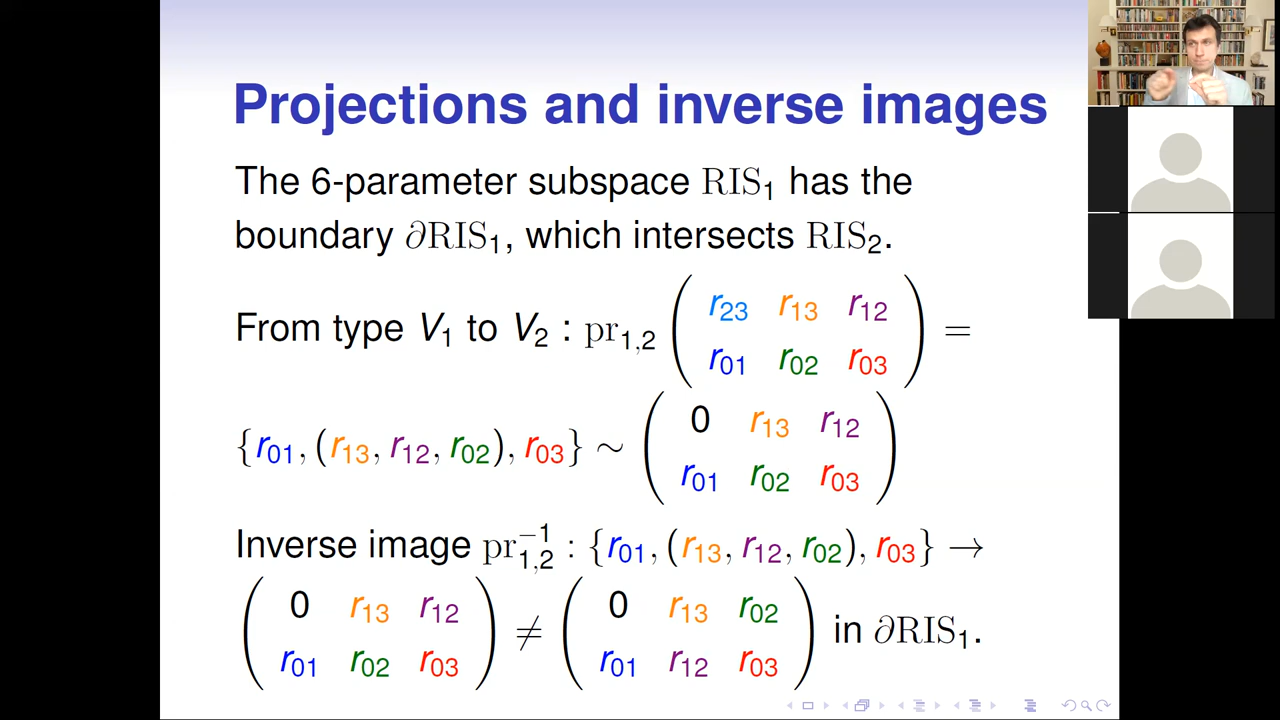 Projections and inverse images
The 6-parameter subspace RIS₁ has the
boundary ∂RIS₁, which intersects RIS₂.
From type V₁ to V₂ : pr₁,₂ ( r₂₃ r₁₃ r₁₂ ; r₀₁ r₀₂ r₀₃ ) =
{r₀₁, (r₁₃, r₁₂, r₀₂), r₀₃} ∼ ( 0 r₁₃ r₁₂ ; r₀₁ r₀₂ r₀₃ )
Inverse image pr₁,₂⁻¹ : {r₀₁, (r₁₃, r₁₂, r₀₂), r₀₃} →
( 0 r₁₃ r₁₂ ; r₀₁ r₀₂ r₀₃ ) ≠ ( 0 r₁₃ r₀₂ ; r₀₁ r₁₂ r₀₃ ) in ∂RIS₁.